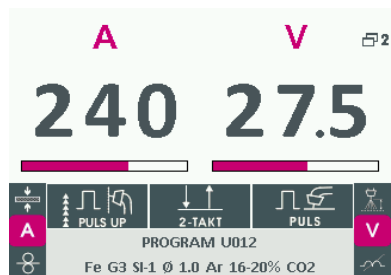 A V
2
240 27.5
PULS UP 2-TAKT PULS
A V
PROGRAM U012
Fe G3 SI-1 Ø 1.0 Ar 16-20% CO2